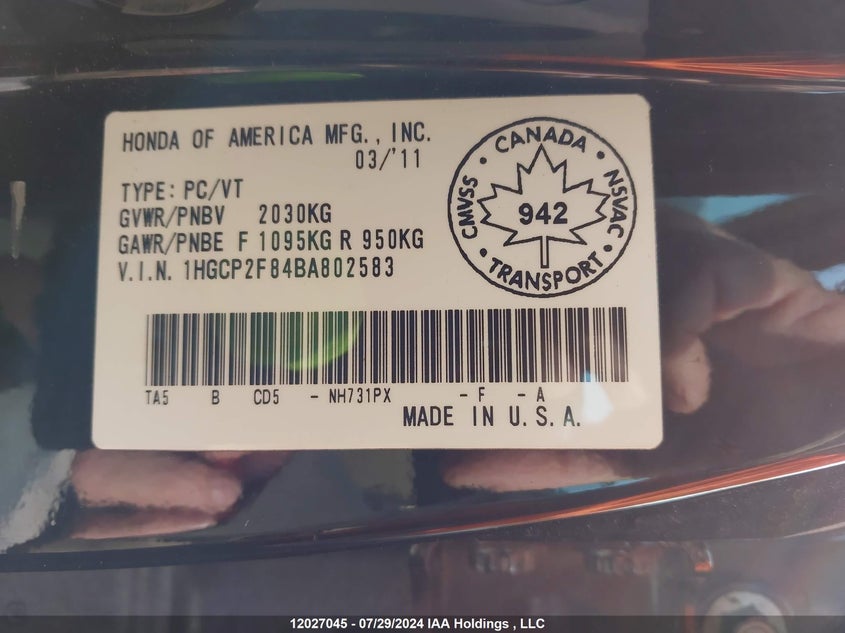 HONDA OF AMERICA MFG., INC.
03/'11
TYPE: PC/VT
GVWR/PNBV 2030KG
GAWR/PNBE F 1095KG R 950KG
V.I.N. 1HGCP2F84BA802583
CANADA
CMVSS
NSVAC
942
TRANSPORT
TA5 B CD5 - NH731PX - F - A
MADE IN U.S.A.
12027045 - 07/29/2024 IAA Holdings , LLC